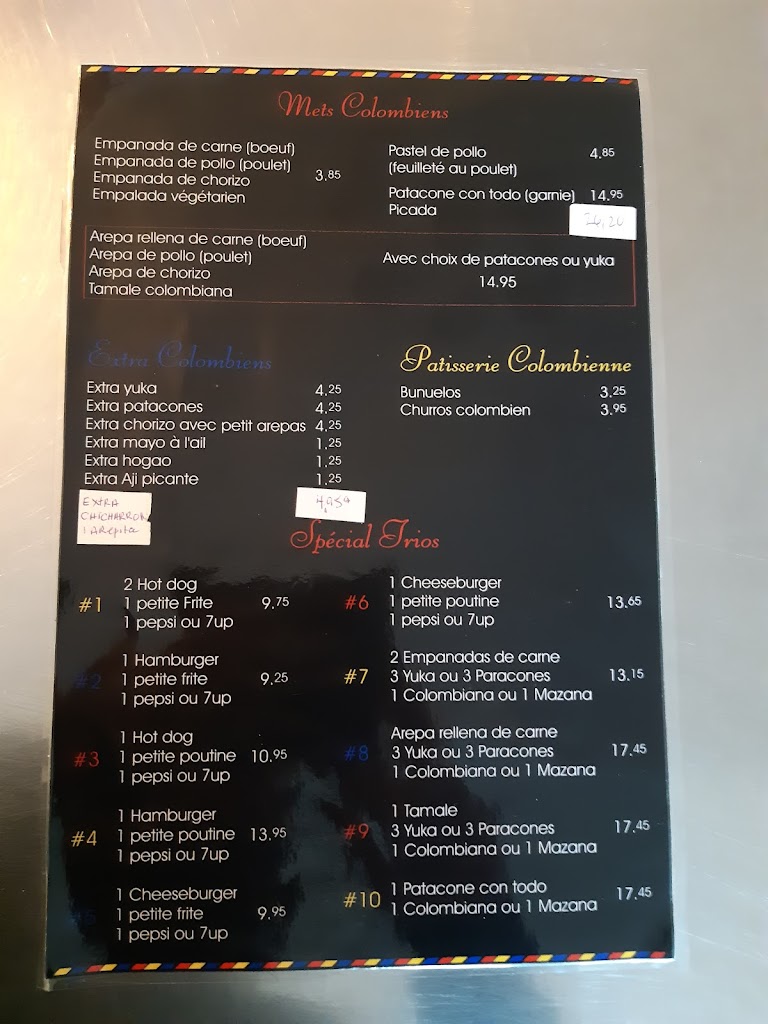 Mets Colombiens
Empanada de carne (boeuf)
Empanada de pollo (poulet)
Empanada de chorizo
Empalada végétarien
3.85
Pastel de pollo 4.85
(feuilleté au poulet)
Patacone con todo (garnie) 14.95
Picada
Arepa rellena de carne (boeuf)
Arepa de pollo (poulet)
Arepa de chorizo
Tamale colombiana
Avec choix de patacones ou yuka
14.95
Extra Colombiens
Extra yuka 4.25
Extra patacones 4.25
Extra chorizo avec petit arepas 4.25
Extra mayo à l'ail 1.25
Extra hogao 1.25
Extra Aji picante 1.25
EXTRA
CHICHARRON
1 Arepita
Patisserie Colombienne
Bunuelos 3.25
Churros colombien 3.95
Spécial Trios
#1
2 Hot dog
1 petite Frite 9.75
1 pepsi ou 7up
#2
1 Hamburger
1 petite frite 9.25
1 pepsi ou 7up
#3
1 Hot dog
1 petite poutine 10.95
1 pepsi ou 7up
#4
1 Hamburger
1 petite poutine 13.95
1 pepsi ou 7up
#5
1 Cheeseburger
1 petite frite 9.95
1 pepsi ou 7up
#6
1 Cheeseburger
1 petite poutine 13.65
1 pepsi ou 7up
#7
2 Empanadas de carne
3 Yuka ou 3 Paracones 13.15
1 Colombiana ou 1 Mazana
#8
Arepa rellena de carne
3 Yuka ou 3 Paracones 17.45
1 Colombiana ou 1 Mazana
#9
1 Tamale
3 Yuka ou 3 Paracones 17.45
1 Colombiana ou 1 Mazana
#10
1 Patacone con todo 17.45
1 Colombiana ou 1 Mazana